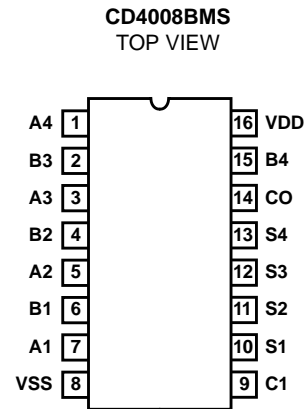 CD4008BMS
TOP VIEW
A4 1 16 VDD
B3 2 15 B4
A3 3 14 CO
B2 4 13 S4
A2 5 12 S3
B1 6 11 S2
A1 7 10 S1
VSS 8 9 C1